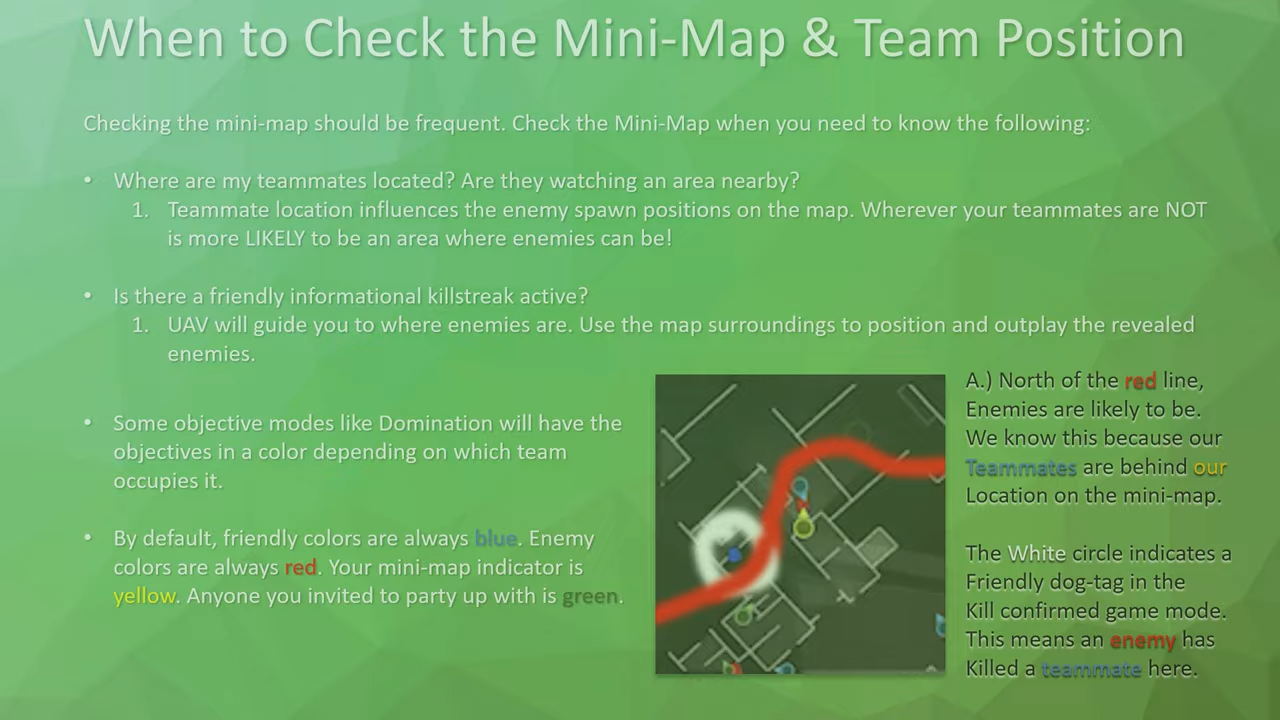 When to Check the Mini-Map & Team Position
Checking the mini-map should be frequent. Check the Mini-Map when you need to know the following:
• Where are my teammates located? Are they watching an area nearby?
1. Teammate location influences the enemy spawn positions on the map. Wherever your teammates are NOT
is more LIKELY to be an area where enemies can be!
• Is there a friendly informational killstreak active?
1. UAV will guide you to where enemies are. Use the map surroundings to position and outplay the revealed
enemies.
• Some objective modes like Domination will have the
objectives in a color depending on which team
occupies it.
• By default, friendly colors are always blue. Enemy
colors are always red. Your mini-map indicator is
yellow. Anyone you invited to party up with is green.
A.) North of the red line,
Enemies are likely to be.
We know this because our
Teammates are behind our
Location on the mini-map.
The White circle indicates a
Friendly dog-tag in the
Kill confirmed game mode.
This means an enemy has
Killed a teammate here.